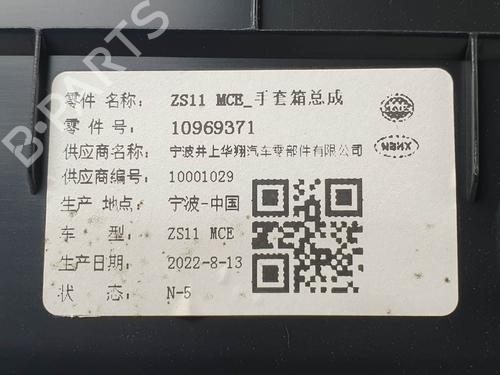 零件 名称: ZS11 MCE_手套箱总成
零 件 号: 10969371
供应商名称: 宁波井上华翔汽车零部件有限公司
NBHX
供应商编号: 10001029
生产 地点: 宁波-中国
车 型: ZS11 MCE
生产日期: 2022-8-13
状 态: N-5